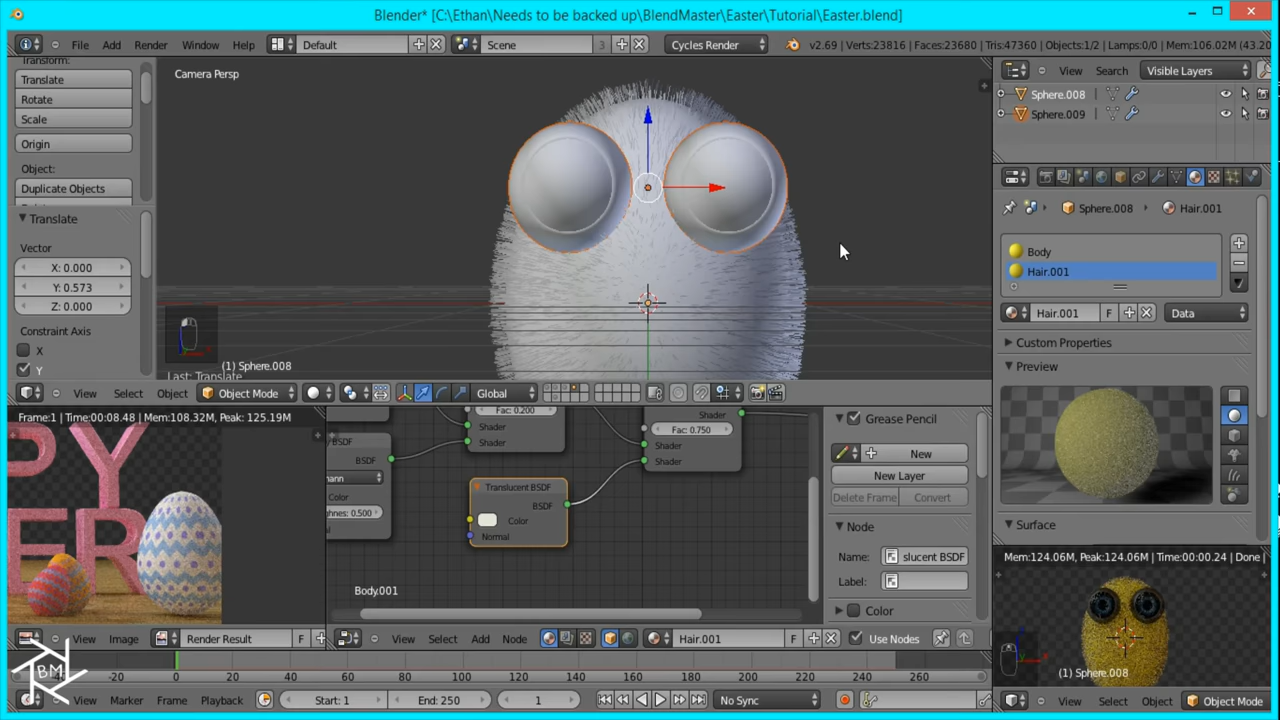 Blender* [C:\Ethan\Needs to be backed up\BlendMaster\Easter\Tutorial\Easter.blend]
File Add Render Window Help Default Scene 3 Cycles Render v2.69 | Verts:23816 | Faces:23680 | Tris:47360 | Objects:1/2 | Lamps:0/0 | Mem:106.02M (43.20
Transform:
Translate
Rotate
Scale
Origin
Object:
Duplicate Objects
Translate
Vector
X: 0.000
Y: 0.573
Z: 0.000
Constraint Axis
X
Y
Camera Persp
(1) Sphere.008
Last: Translate
View Select Object Object Mode Global
View Search Visible Layers
Sphere.008
Sphere.009
Sphere.008 Hair.001
Body
Hair.001
Hair.001 F Data
Custom Properties
Preview
Surface
Frame:1 | Time:00:08.48 | Mem:108.32M, Peak: 125.19M
PY
ER
View Image Render Result F
BSDF
BSDF
Color
0.500
Fac: 0.200
Shader
Shader
Shader
Fac: 0.750
Shader
Shader
Translucent BSDF
BSDF
Color
Normal
Body.001
Grease Pencil
New
New Layer
Delete Frame Convert
Node
Name: slucent BSDF
Label:
Color
View Select Add Node Hair.001 F Use Nodes
Mem:124.06M, Peak:124.06M | Time:00:00.24 | Done |
(1) Sphere.008
View Select Object Object Mode
0 20 40 60 80 100 120 140 160 180 200 220 240 260
View Marker Frame Playback Start: 1 End: 250 1 No Sync
BM